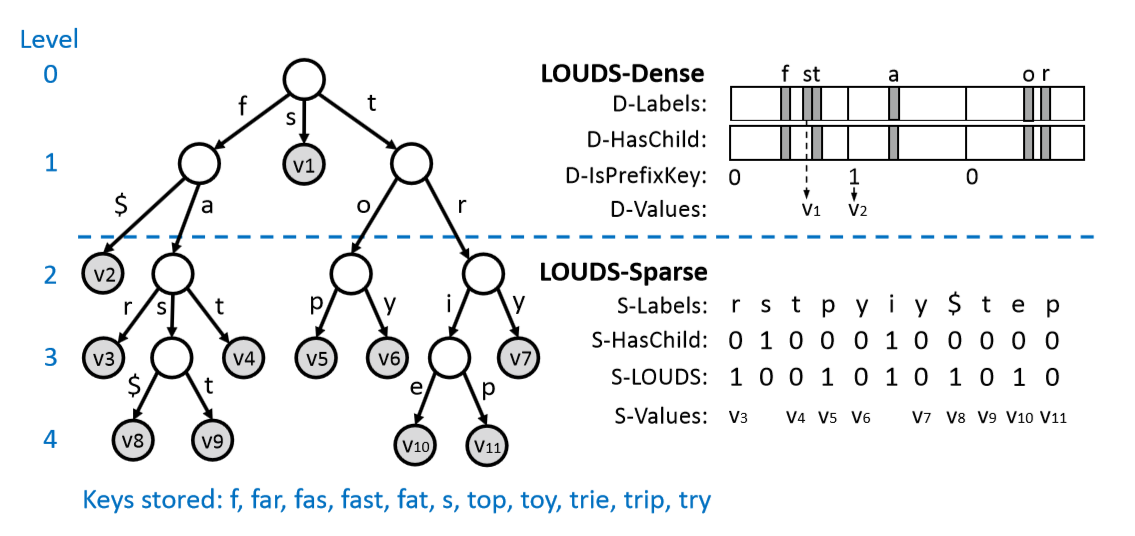 Level
0
1
2
3
4
f
s
t
v1
$
a
o
r
v2
r
s
t
p
y
i
y
v3
v4
v5
v6
v7
$
t
e
p
v8
v9
v10
v11
LOUDS-Dense
f st a o r
D-Labels:
D-HasChild:
D-IsPrefixKey: 0 1 0
D-Values: v1 v2
LOUDS-Sparse
S-Labels: r s t p y i y $ t e p
S-HasChild: 0 1 0 0 0 1 0 0 0 0 0
S-LOUDS: 1 0 0 1 0 1 0 1 0 1 0
S-Values: v3 v4 v5 v6 v7 v8 v9 v10 v11
Keys stored: f, far, fas, fast, fat, s, top, toy, trie, trip, try